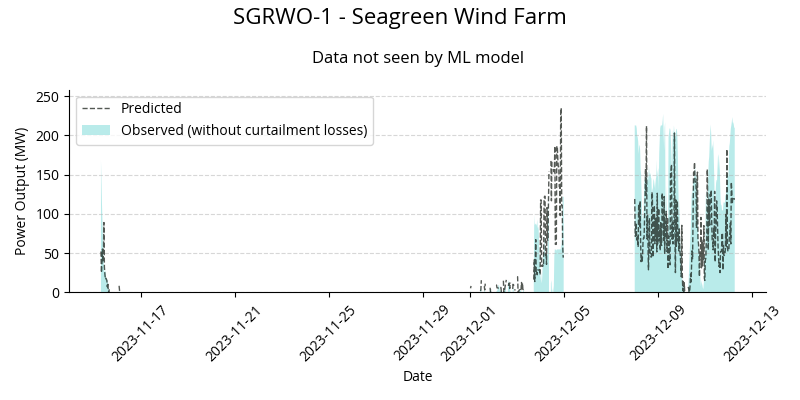 SGRWO-1 - Seagreen Wind Farm
Data not seen by ML model
Predicted
Observed (without curtailment losses)
Power Output (MW)
250
200
150
100
50
0
2023-11-17
2023-11-21
2023-11-25
2023-11-29
2023-12-01
2023-12-05
2023-12-09
2023-12-13
Date